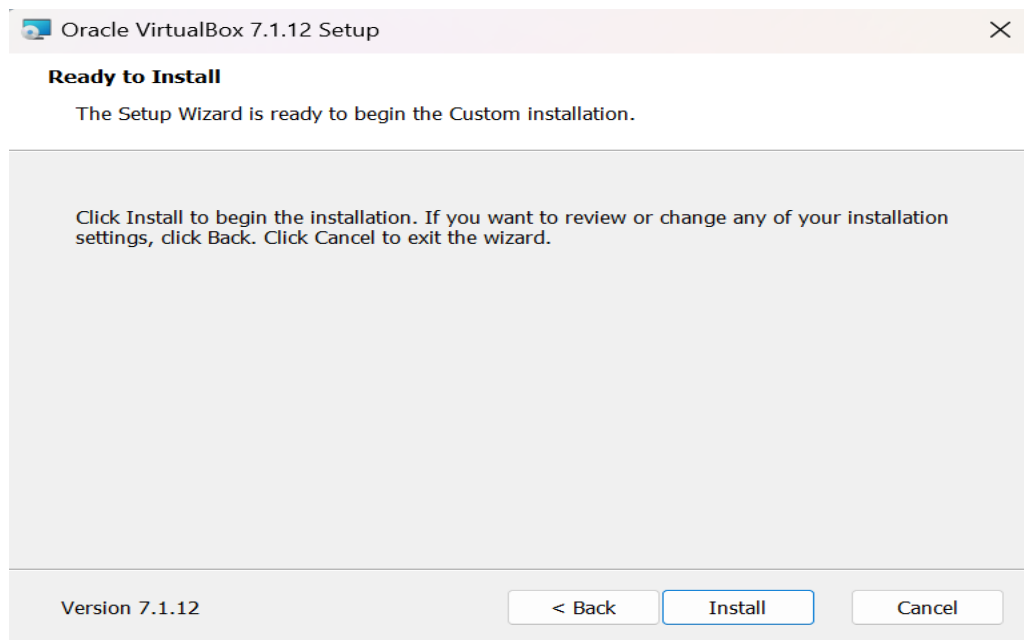 Oracle VirtualBox 7.1.12 Setup
Ready to Install
The Setup Wizard is ready to begin the Custom installation.
Click Install to begin the installation. If you want to review or change any of your installation
settings, click Back. Click Cancel to exit the wizard.
Version 7.1.12
< Back
Install
Cancel